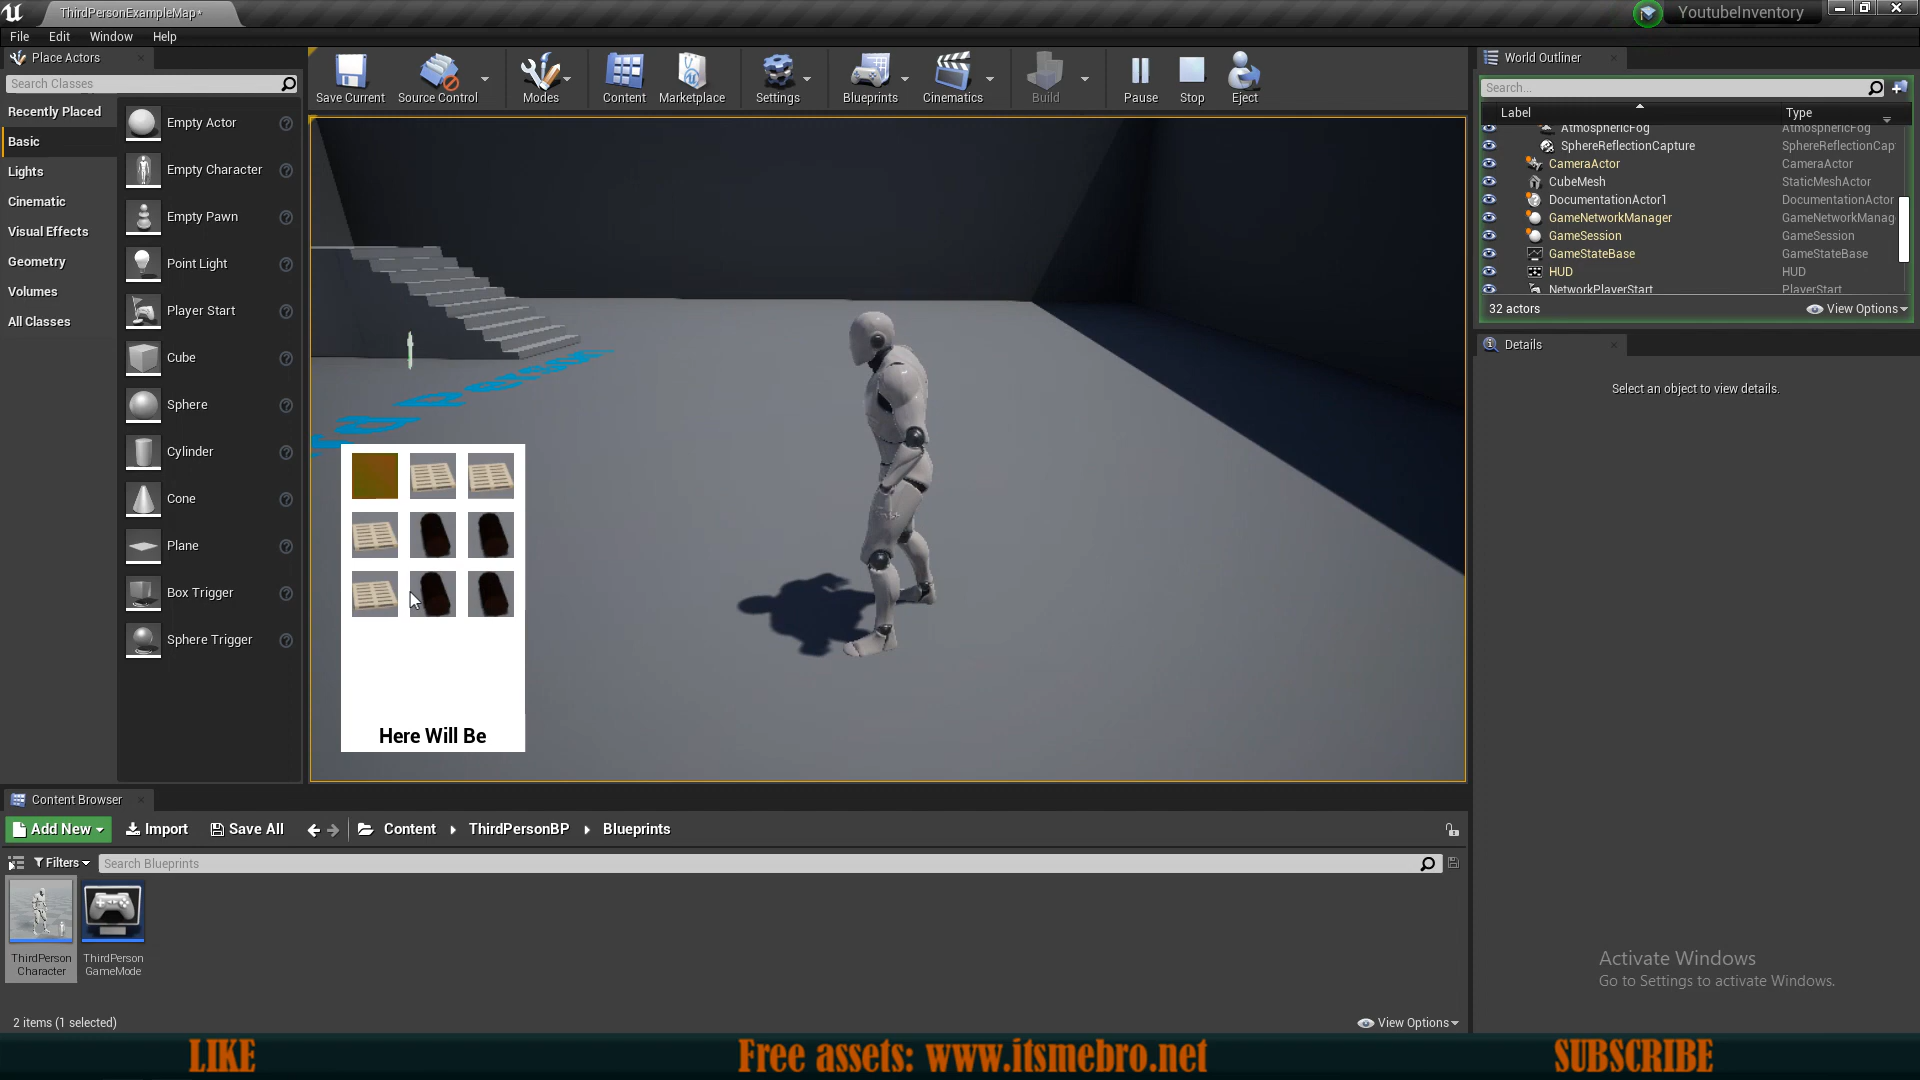 ThirdPersonExampleMap*
YoutubeInventory
File Edit Window Help
Place Actors
Search Classes
Recently Placed
Basic
Lights
Cinematic
Visual Effects
Geometry
Volumes
All Classes
Empty Actor
Empty Character
Empty Pawn
Point Light
Player Start
Cube
Sphere
Cylinder
Cone
Plane
Box Trigger
Sphere Trigger
Save Current Source Control Modes Content Marketplace Settings Blueprints Cinematics Build Pause Stop Eject
Here Will Be
World Outliner
Search...
Label Type
AtmosphericFog AtmosphericFog
SphereReflectionCapture SphereReflectionCap
CameraActor CameraActor
CubeMesh StaticMeshActor
DocumentationActor1 DocumentationActor
GameNetworkManager GameNetworkManag
GameSession GameSession
GameStateBase GameStateBase
HUD HUD
NetworkPlayerStart PlayerStart
32 actors View Options
Details
Select an object to view details.
Content Browser
Add New Import Save All Content ThirdPersonBP Blueprints
Filters Search Blueprints
ThirdPerson
Character
ThirdPerson
GameMode
2 items (1 selected) View Options
Activate Windows
Go to Settings to activate Windows.
LIKE Free assets: www.itsmebro.net SUBSCRIBE